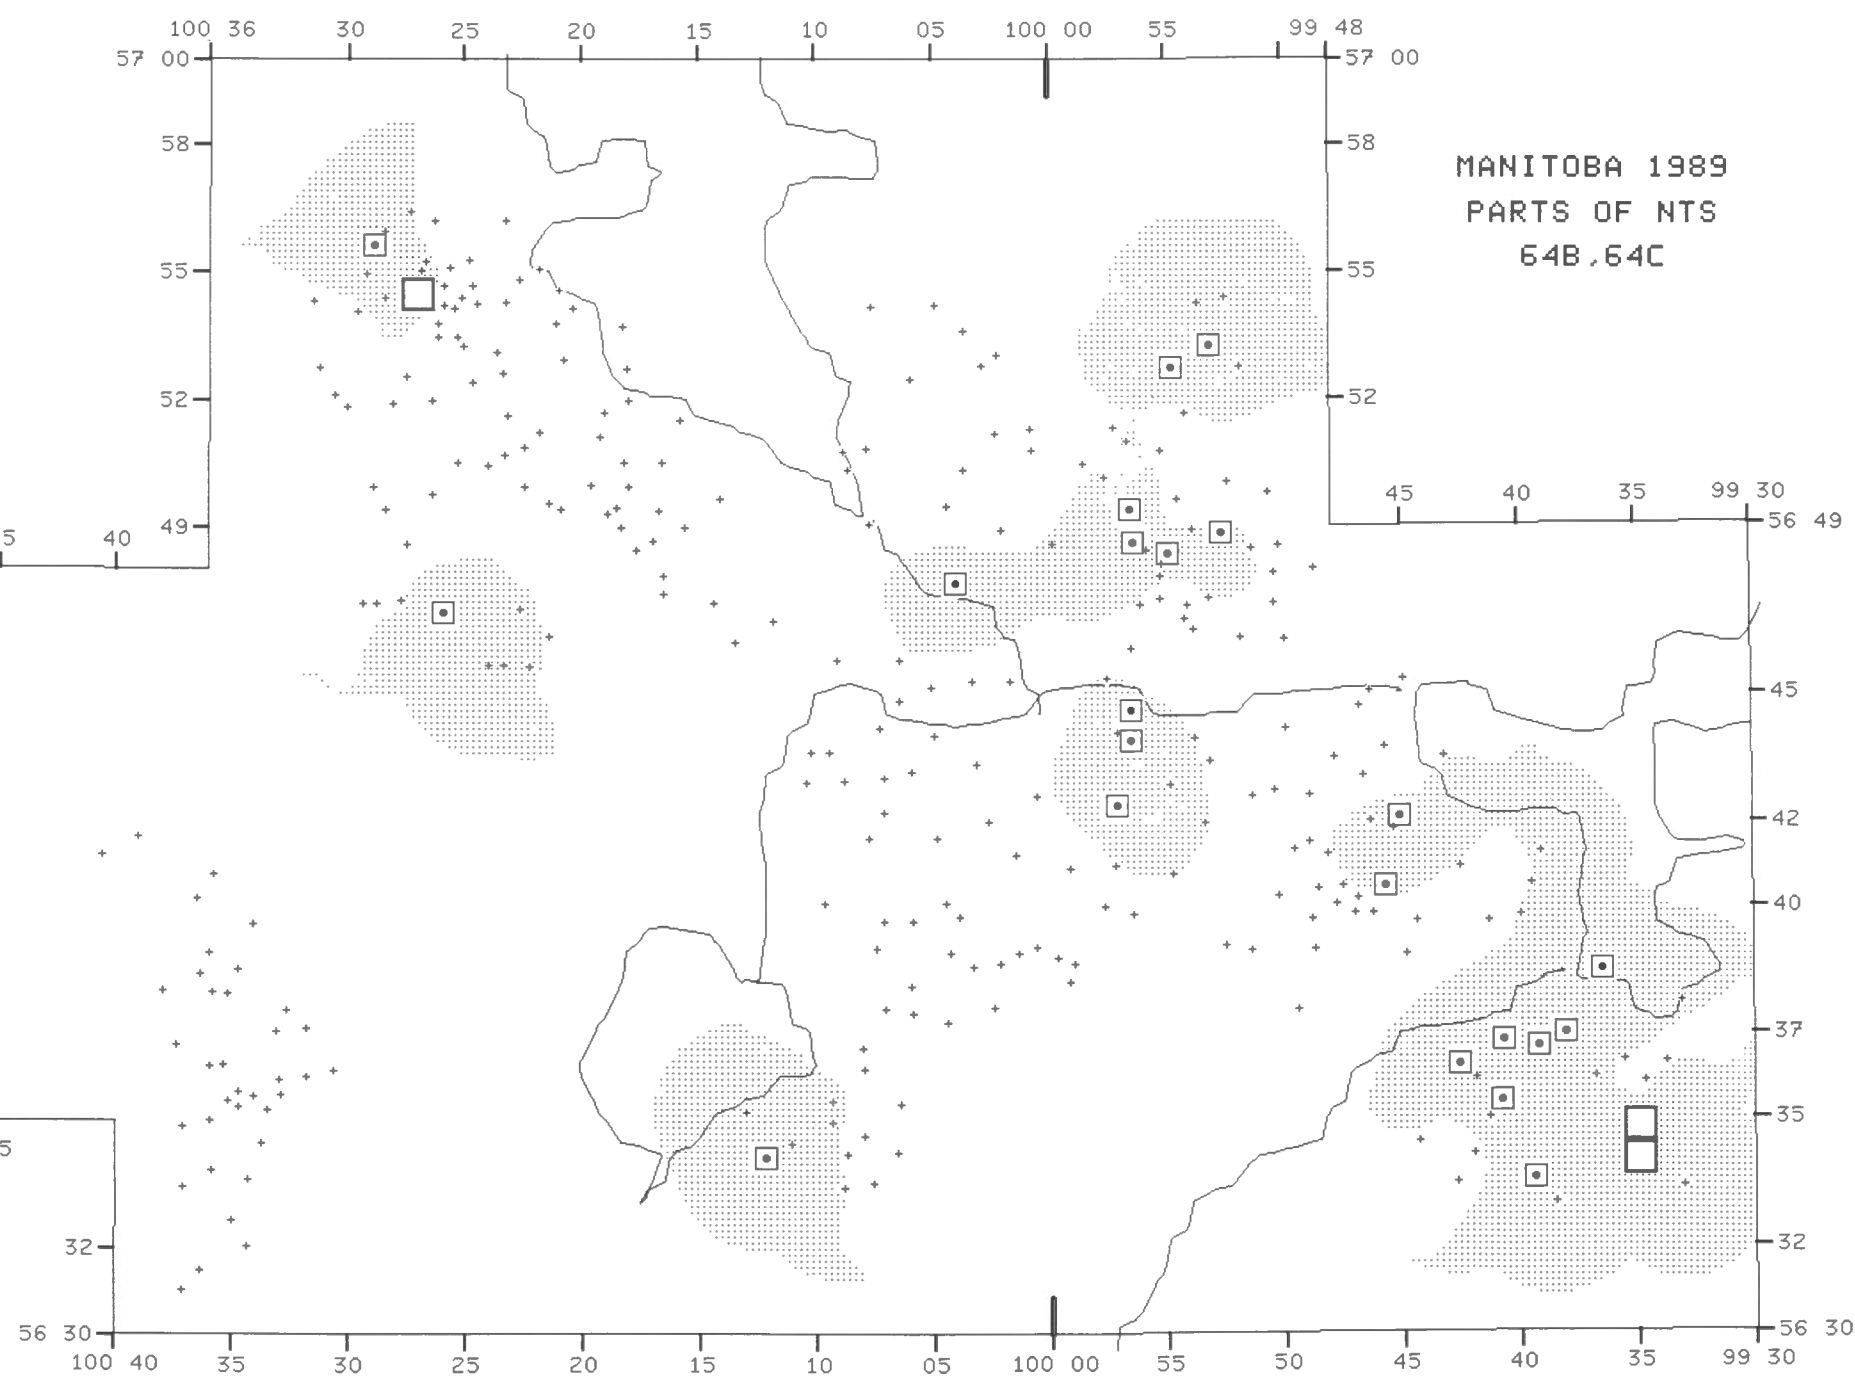 100 36 30 25 20 15 10 05 100 00 55 99 48
57 00 57 00
58 58
MANITOBA 1989
PARTS OF NTS
64B,64C
55 55
52 52
45 40 35 99 30
49 56 49
5 40
45
42
40
37
35
5
32 32
56 30 56 30
100 40 35 30 25 20 15 10 05 100 00 55 50 45 40 35 99 30